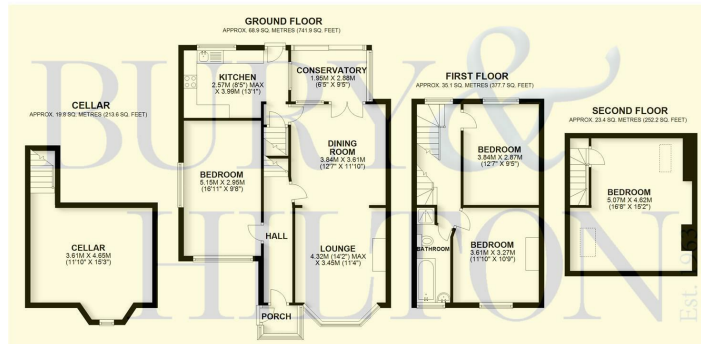 GROUND FLOOR
APPROX. 68.9 SQ. METRES (741.9 SQ. FEET)
CELLAR
APPROX. 19.8 SQ. METRES (213.6 SQ. FEET)
CELLAR
3.61M X 4.65M
(11'10" X 15'3")
KITCHEN
2.57M (8'5") MAX
X 3.99M (13'1")
CONSERVATORY
1.95M X 2.88M
(6'5" X 9'5")
DINING
ROOM
3.84M X 3.61M
(12'7" X 11'10")
BEDROOM
5.15M X 2.95M
(16'11" X 9'8")
HALL
LOUNGE
4.32M (14'2") MAX
X 3.45M (11'4")
PORCH
FIRST FLOOR
APPROX. 35.1 SQ. METRES (377.7 SQ. FEET)
BEDROOM
3.84M X 2.87M
(12'7" X 9'5")
BATHROOM
BEDROOM
3.61M X 3.27M
(11'10" X 10'9")
SECOND FLOOR
APPROX. 23.4 SQ. METRES (252.2 SQ. FEET)
BEDROOM
5.07M X 4.62M
(16'8" X 15'2")
BURY &
HILTON